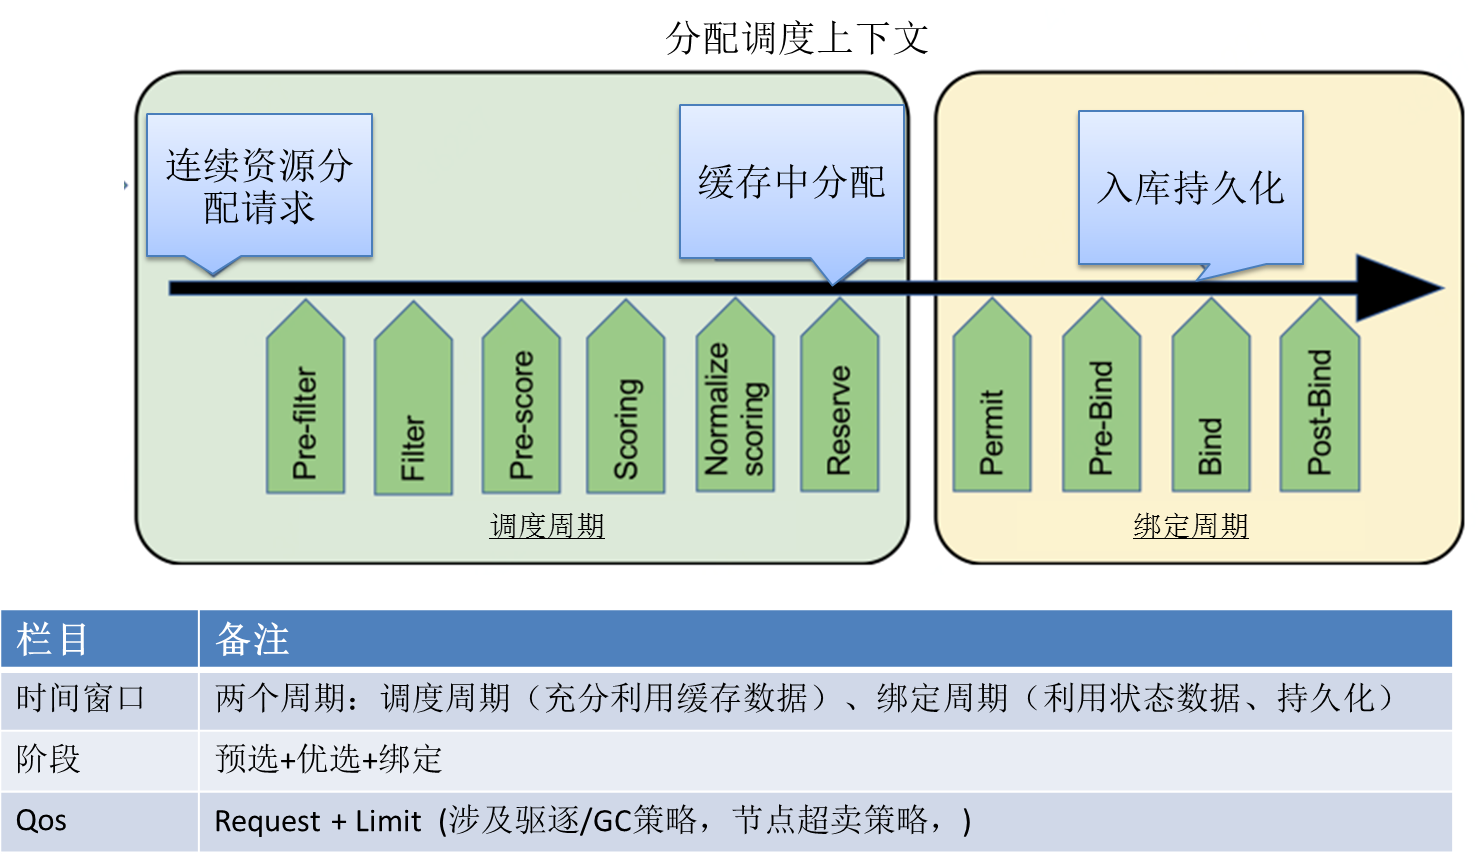 分配调度上下文
连续资源分
配请求
缓存中分配
入库持久化
Pre-filter
Filter
Pre-score
Scoring
Normalize
scoring
Reserve
Permit
Pre-Bind
Bind
Post-Bind
调度周期
绑定周期
栏目 备注
时间窗口 两个周期：调度周期（充分利用缓存数据）、绑定周期（利用状态数据、持久化）
阶段 预选+优选+绑定
Qos Request + Limit (涉及驱逐/GC策略，节点超卖策略，)